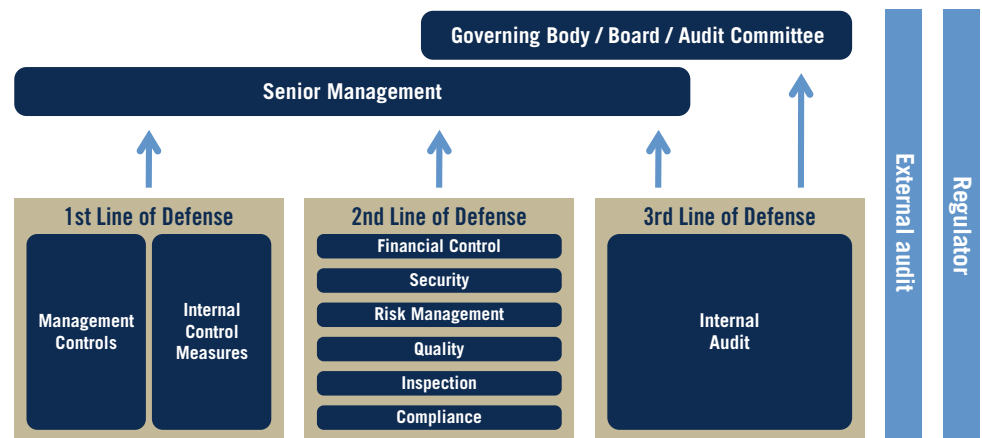 Governing Body / Board / Audit Committee
Senior Management
1st Line of Defense
Management
Controls
Internal
Control
Measures
2nd Line of Defense
Financial Control
Security
Risk Management
Quality
Inspection
Compliance
3rd Line of Defense
Internal
Audit
External audit
Regulator